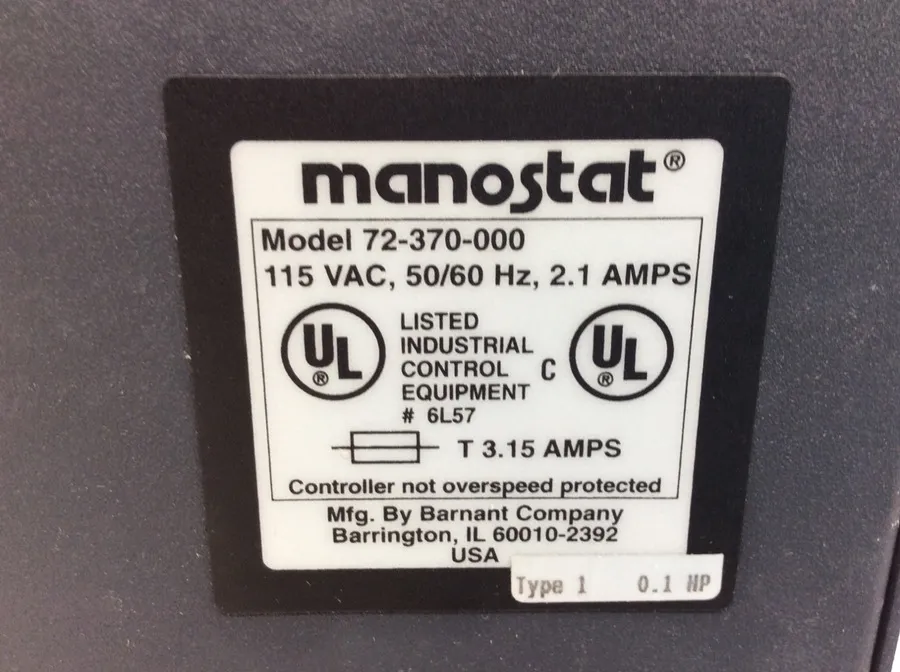 manostat®
Model 72-370-000
115 VAC, 50/60 Hz, 2.1 AMPS
UL®
LISTED
INDUSTRIAL
CONTROL
EQUIPMENT
# 6L57
C UL®
T 3.15 AMPS
Controller not overspeed protected
Mfg. By Barnant Company
Barrington, IL 60010-2392
USA
Type 1 0.1 HP